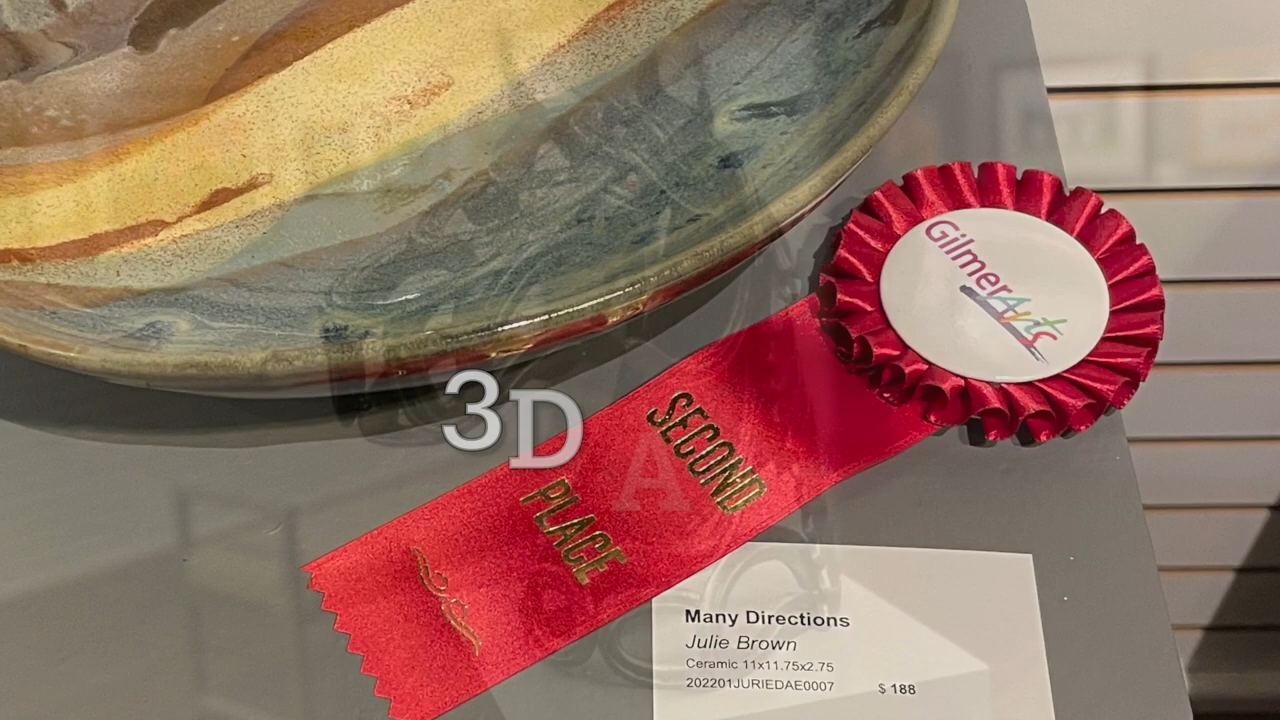 GilmerArts
3D
A
SECOND
PLACE
Many Directions
Julie Brown
Ceramic 11x11.75x2.75
202201JURIEDAE0007 $ 188